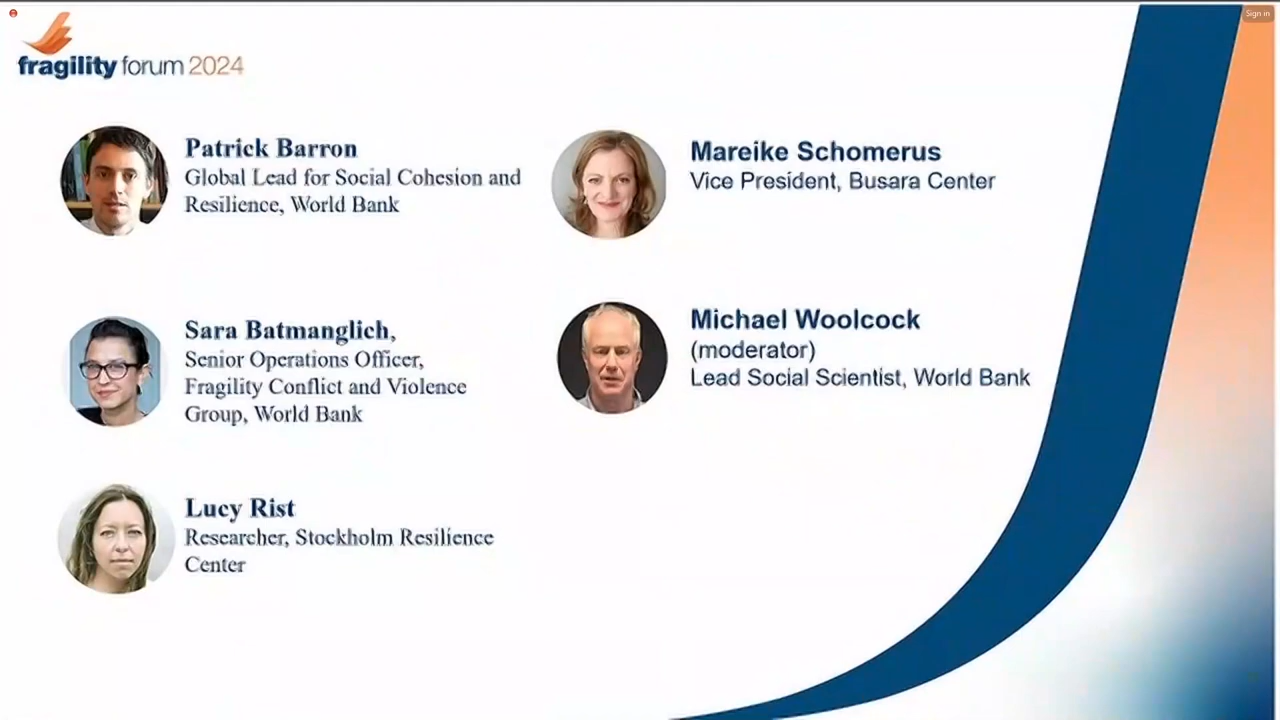 Sign in
fragility forum 2024
Patrick Barron
Global Lead for Social Cohesion and
Resilience, World Bank
Sara Batmanglich,
Senior Operations Officer,
Fragility Conflict and Violence
Group, World Bank
Lucy Rist
Researcher, Stockholm Resilience
Center
Mareike Schomerus
Vice President, Busara Center
Michael Woolcock
(moderator)
Lead Social Scientist, World Bank